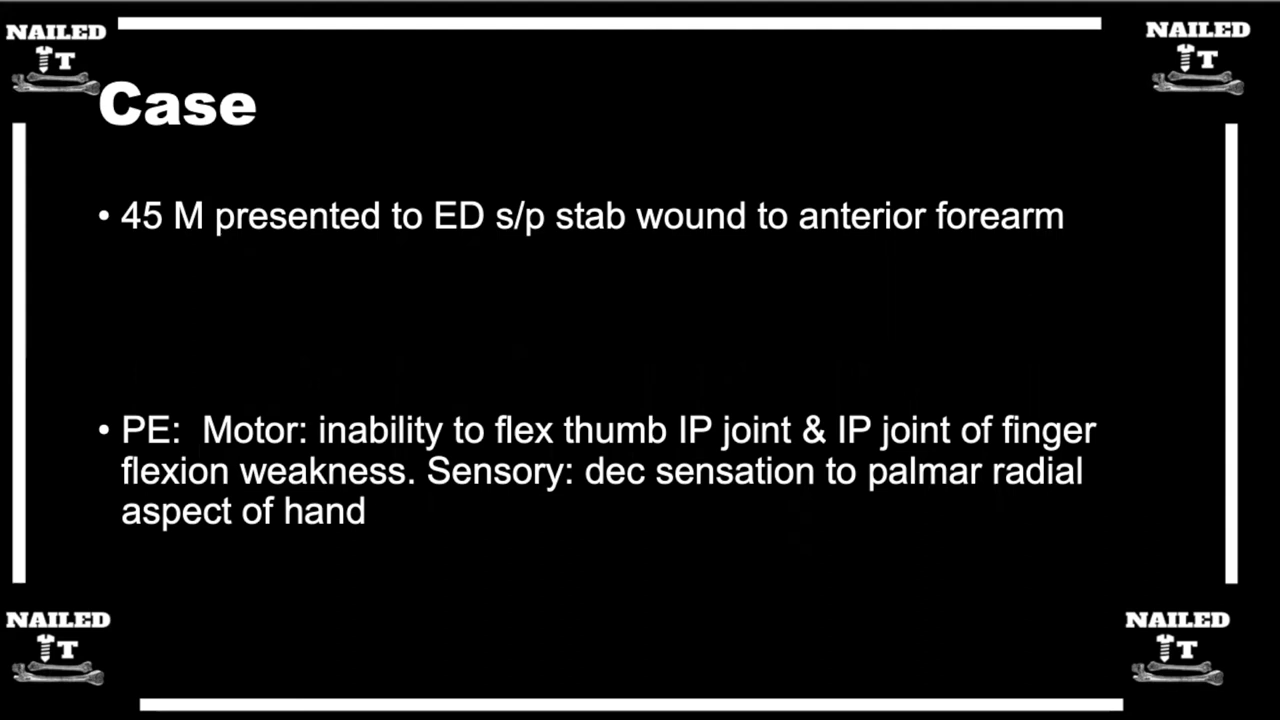 NAILED
IT
NAILED
IT
Case
• 45 M presented to ED s/p stab wound to anterior forearm
• PE: Motor: inability to flex thumb IP joint & IP joint of finger
flexion weakness. Sensory: dec sensation to palmar radial
aspect of hand
NAILED
IT
NAILED
IT